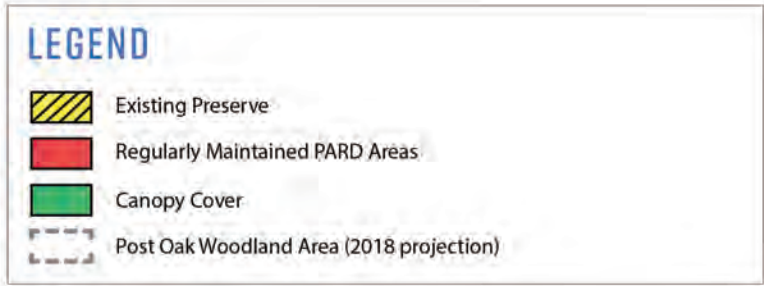 LEGEND
Existing Preserve
Regularly Maintained PARD Areas
Canopy Cover
Post Oak Woodland Area (2018 projection)